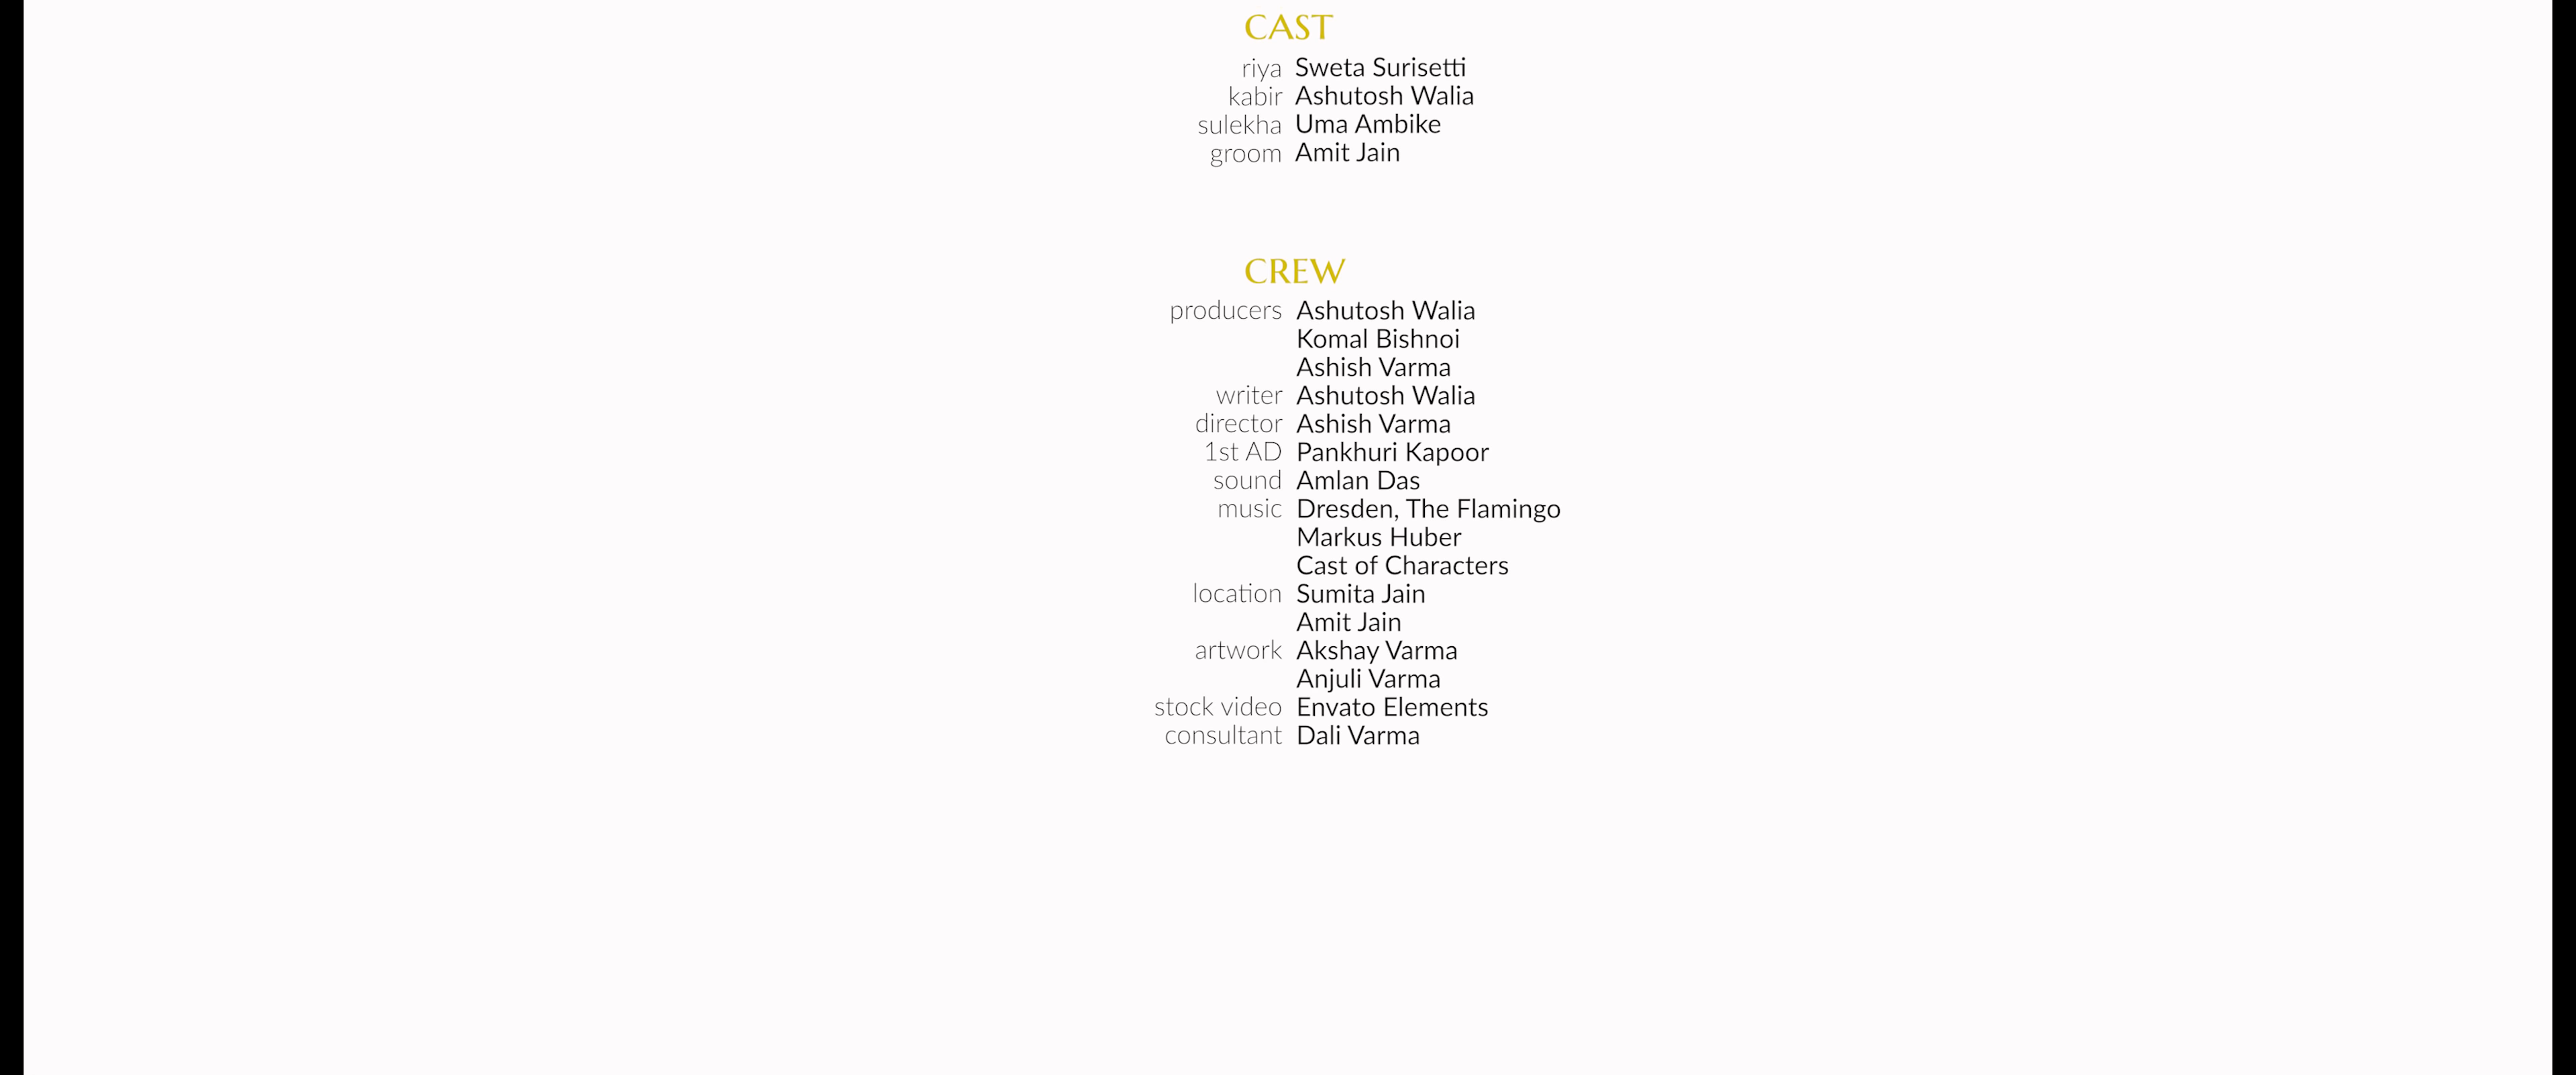 CAST
riya Sweta Surisetti
kabir Ashutosh Walia
sulekha Uma Ambike
groom Amit Jain
CREW
producers Ashutosh Walia
Komal Bishnoi
Ashish Varma
writer Ashutosh Walia
director Ashish Varma
1st AD Pankhuri Kapoor
sound Amlan Das
music Dresden, The Flamingo
Markus Huber
Cast of Characters
location Sumita Jain
Amit Jain
artwork Akshay Varma
Anjuli Varma
stock video Envato Elements
consultant Dali Varma